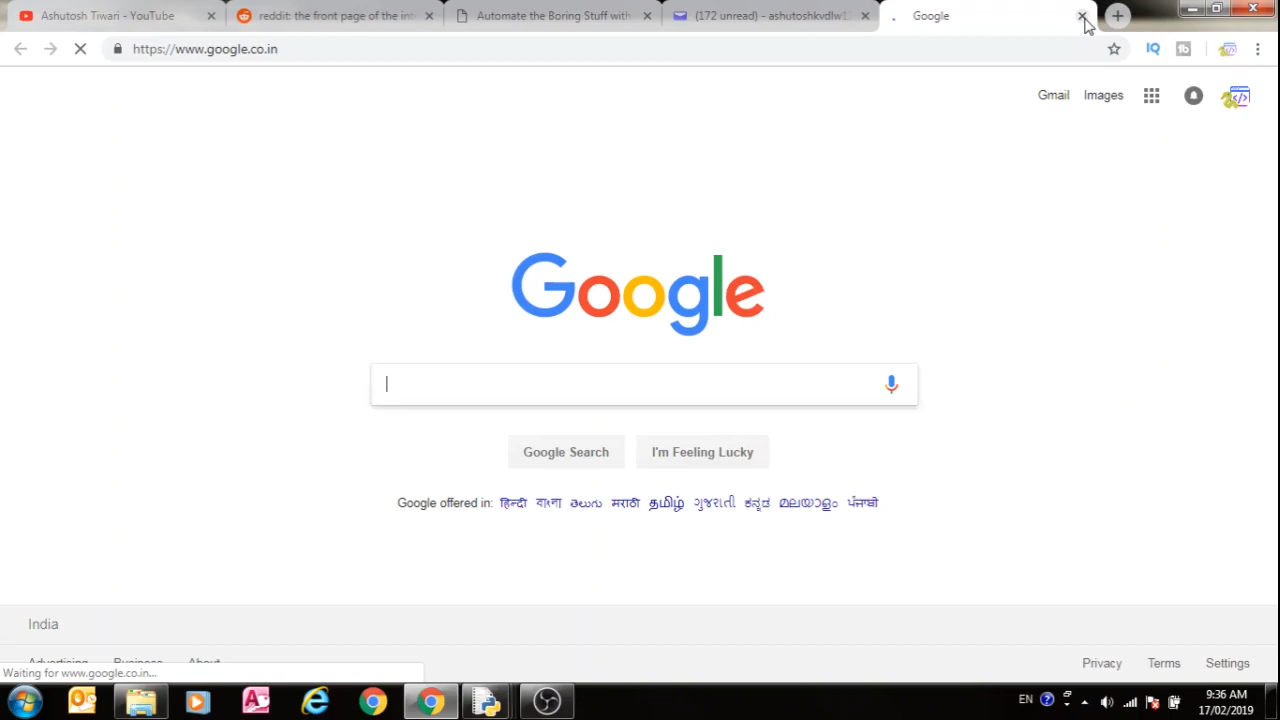 Ashutosh Tiwari - YouTube
reddit: the front page of the inte
Automate the Boring Stuff with
(172 unread) - ashutoshkvdlw12
Google
https://www.google.co.in
Gmail Images
Google
Google Search
I'm Feeling Lucky
Google offered in: हिन्दी বাংলা తెలుగు मराठी தமிழ் ગુજરાતી ಕನ್ನಡ മലയാളം ਪੰਜਾਬੀ
India
Advertising Business About
Privacy Terms Settings
Waiting for www.google.co.in...
EN
9:36 AM
17/02/2019